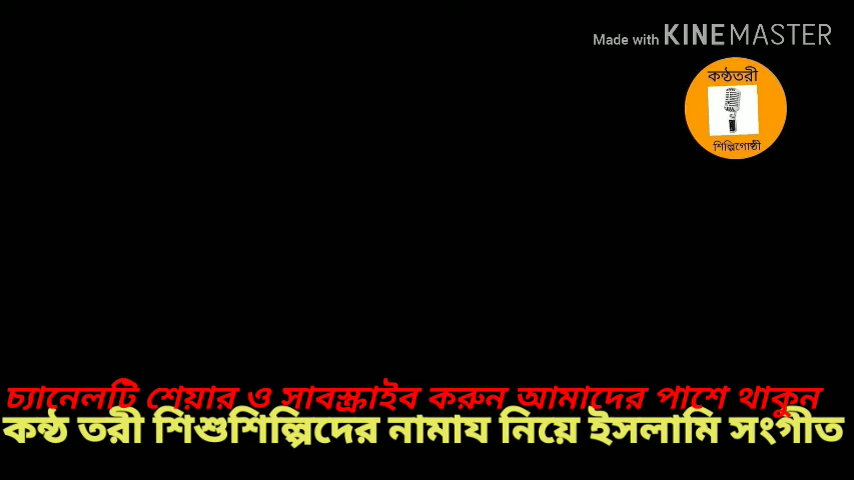 Made with KINEMASTER
কন্ঠতরী
শিল্পিগোষ্ঠী
চ্যানেলটি শেয়ার ও সাবস্ক্রাইব করুন আমাদের পাশে থাকুন
কন্ঠ তরী শিশুশিল্পিদের নামায নিয়ে ইসলামি সংগীত